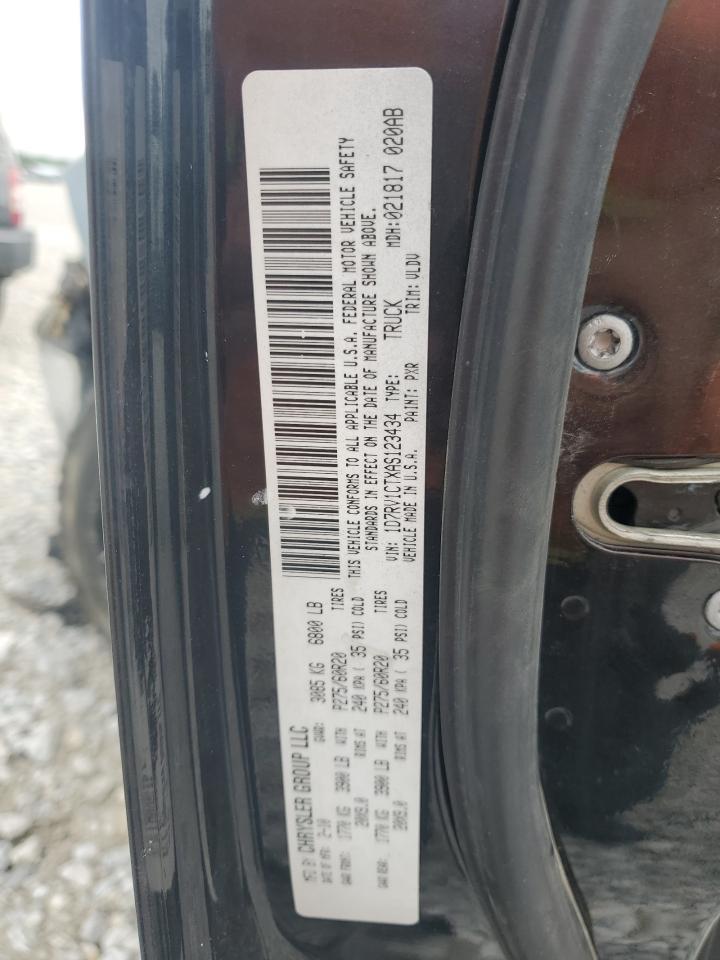 MFD BY: CHRYSLER GROUP LLC
DATE OF MFR: 2-10 GVWR: 3085 KG 6800 LB
GAWR FRONT: 1770 KG 3900 LB WITH P275/60R20 TIRES
20X9.0 RIMS AT 240 KPA ( 35 PSI) COLD
GAWR REAR: 1770 KG 3900 LB WITH P275/60R20 TIRES
20X9.0 RIMS AT 240 KPA ( 35 PSI) COLD
THIS VEHICLE CONFORMS TO ALL APPLICABLE U.S.A. FEDERAL MOTOR VEHICLE SAFETY
STANDARDS IN EFFECT ON THE DATE OF MANUFACTURE SHOWN ABOVE.
VIN: 1D7RV1CTXAS123434 TYPE: TRUCK MDH:021817 020AB
VEHICLE MADE IN U.S.A. PAINT: PXR TRIM: VLDV